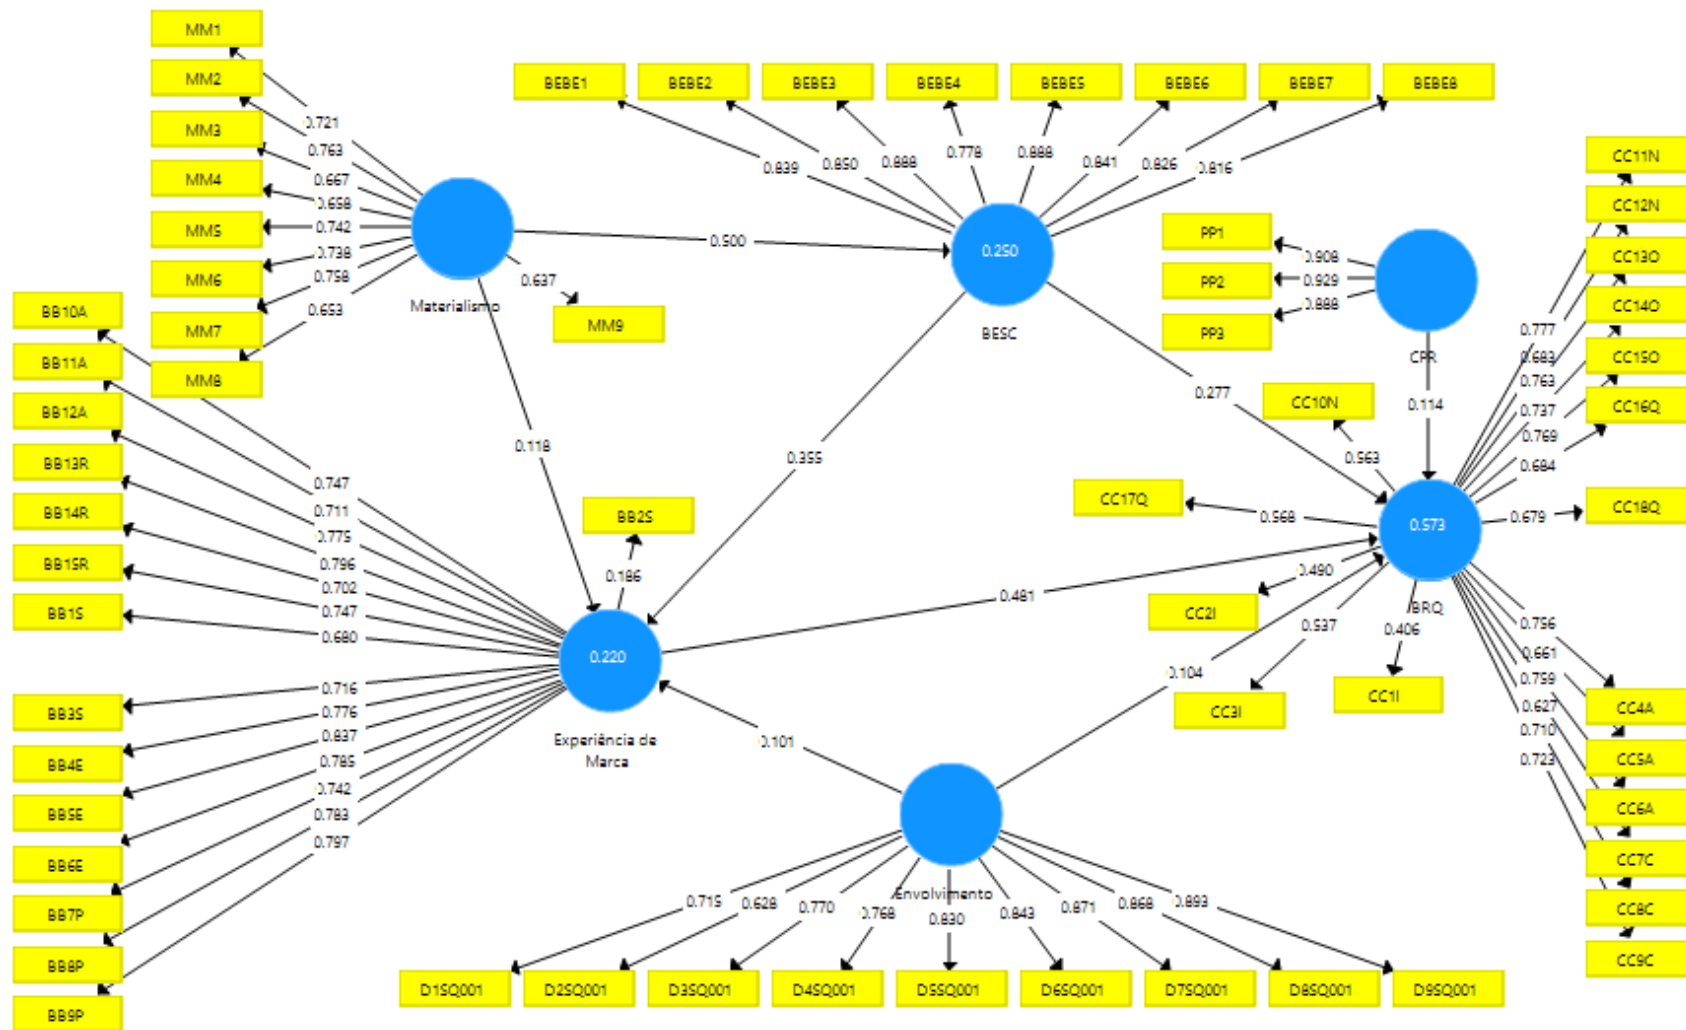 MM1
MM2
MM3
MM4
MM5
MM6
MM7
MM8
0.721
0.763
0.667
0.658
0.742
0.738
0.758
0.653
Materialismo
0.637
MM9
0.500
BEBE1
BEBE2
BEBE3
BEBE4
BEBE5
BEBE6
BEBE7
BEBE8
0.839
0.850
0.888
0.778
0.888
0.841
0.826
0.816
0.250
BESC
PP1
PP2
PP3
0.908
0.929
0.888
CPR
0.114
0.277
0.118
0.355
CC11N
CC12N
CC13O
CC14O
CC15O
CC16Q
CC18Q
0.777
0.683
0.763
0.737
0.769
0.684
0.679
CC10N
0.563
CC17Q
0.568
0.573
BRQ
CC2I
0.490
CC3I
0.537
CC1I
0.406
0.756
0.661
0.759
0.627
0.710
0.723
CC4A
CC5A
CC6A
CC7C
CC8C
CC9C
BB10A
BB11A
BB12A
BB13R
BB14R
BB15R
BB1S
0.747
0.711
0.775
0.796
0.702
0.747
0.680
BB2S
0.186
0.220
Experiência de
Marca
0.481
0.104
0.101
BB3S
BB4E
BB5E
BB6E
BB7P
BB8P
BB9P
0.716
0.776
0.837
0.785
0.742
0.783
0.797
Envolvimento
0.715
0.628
0.770
0.768
0.830
0.843
0.871
0.868
0.893
D1SQ001
D2SQ001
D3SQ001
D4SQ001
D5SQ001
D6SQ001
D7SQ001
D8SQ001
D9SQ001